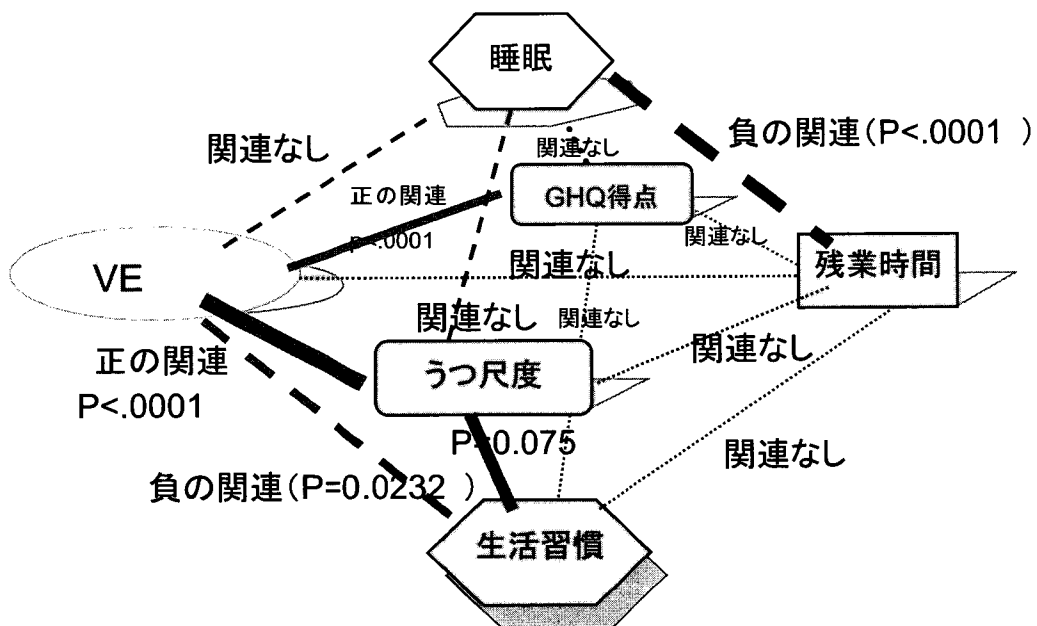 睡眠
負の関連(P<.0001 )
関連なし
関連なし
正の関連
GHQ得点
p<.0001
関連なし
残業時間
関連なし
VE
関連なし
関連なし
関連なし
正の関連
うつ尺度
P<.0001
P=0.075
関連なし
負の関連(P=0.0232 )
生活習慣